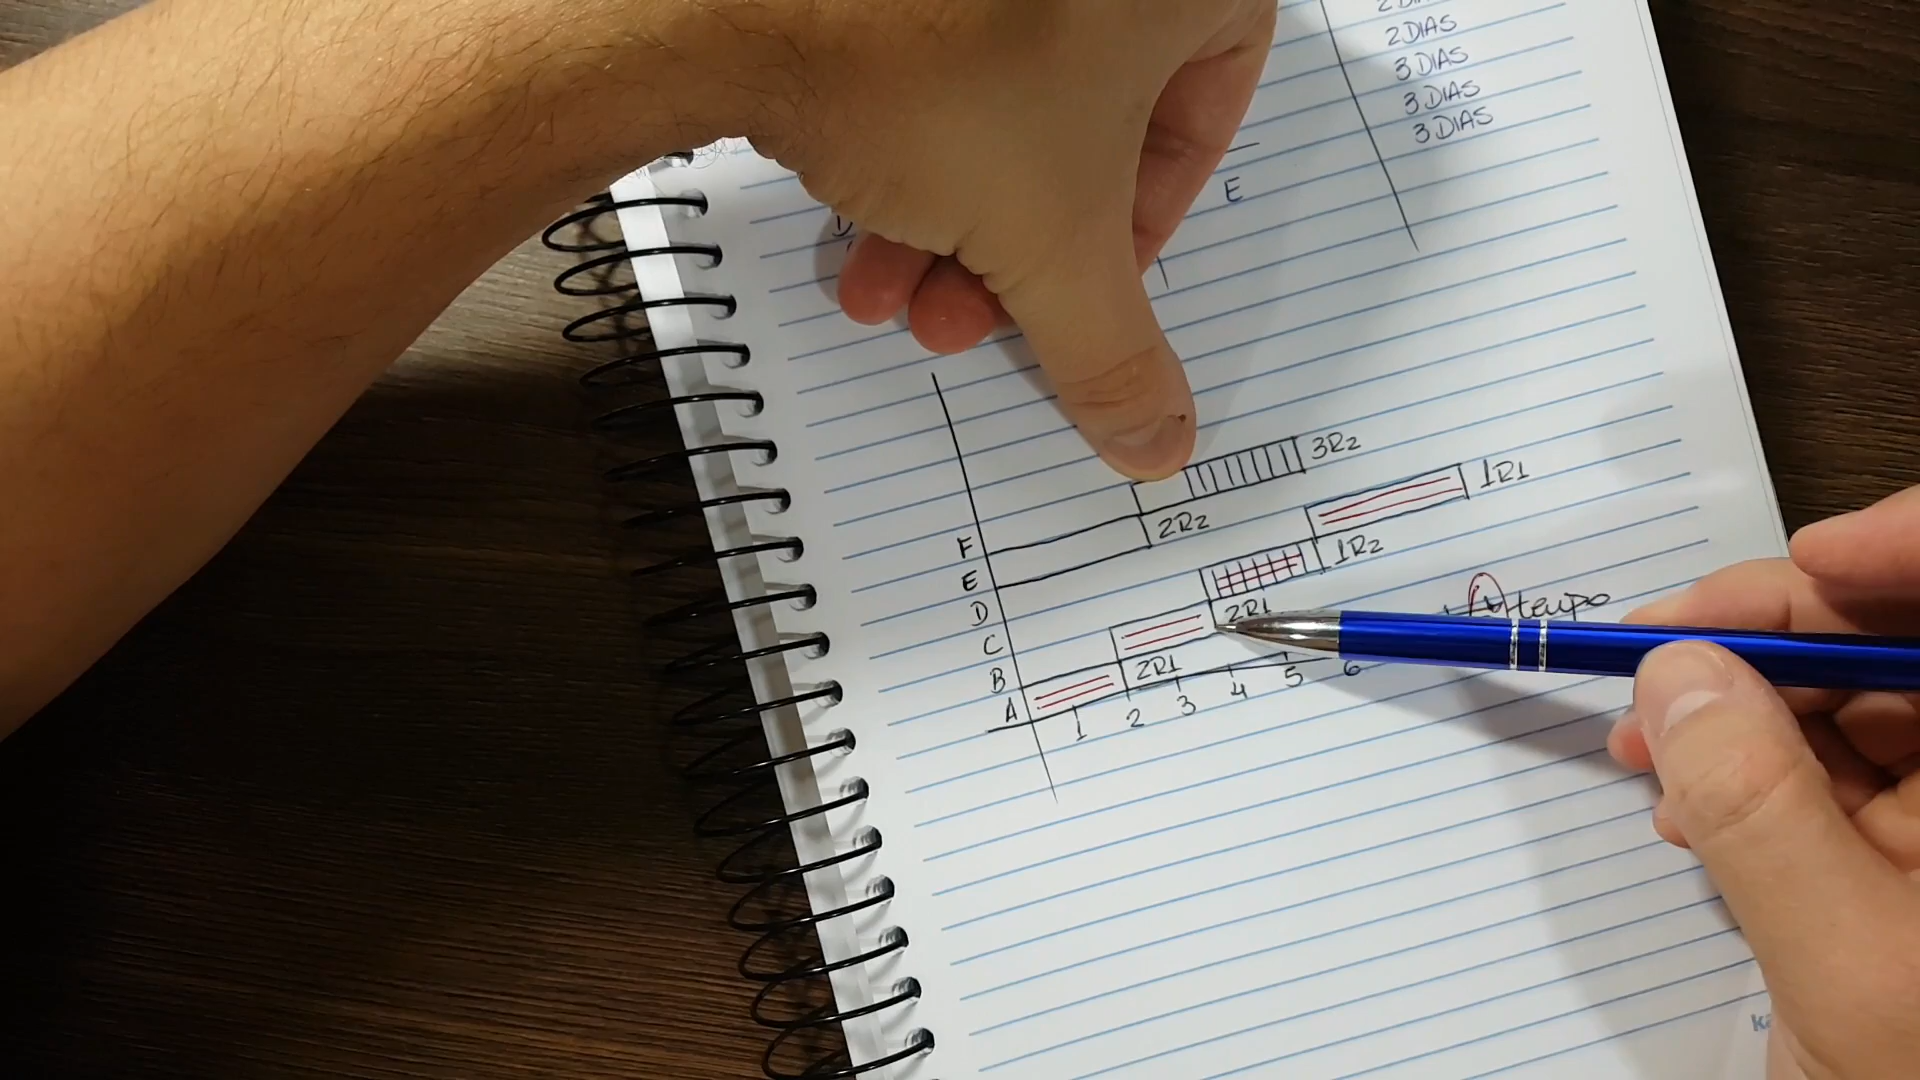 2 DIAS
3 DIAS
3 DIAS
3 DIAS
E
3R2
1R1
2R2
F
1R2
E
D
2R1
tempo
C
2R1
B
A
1 2 3 4 5 6